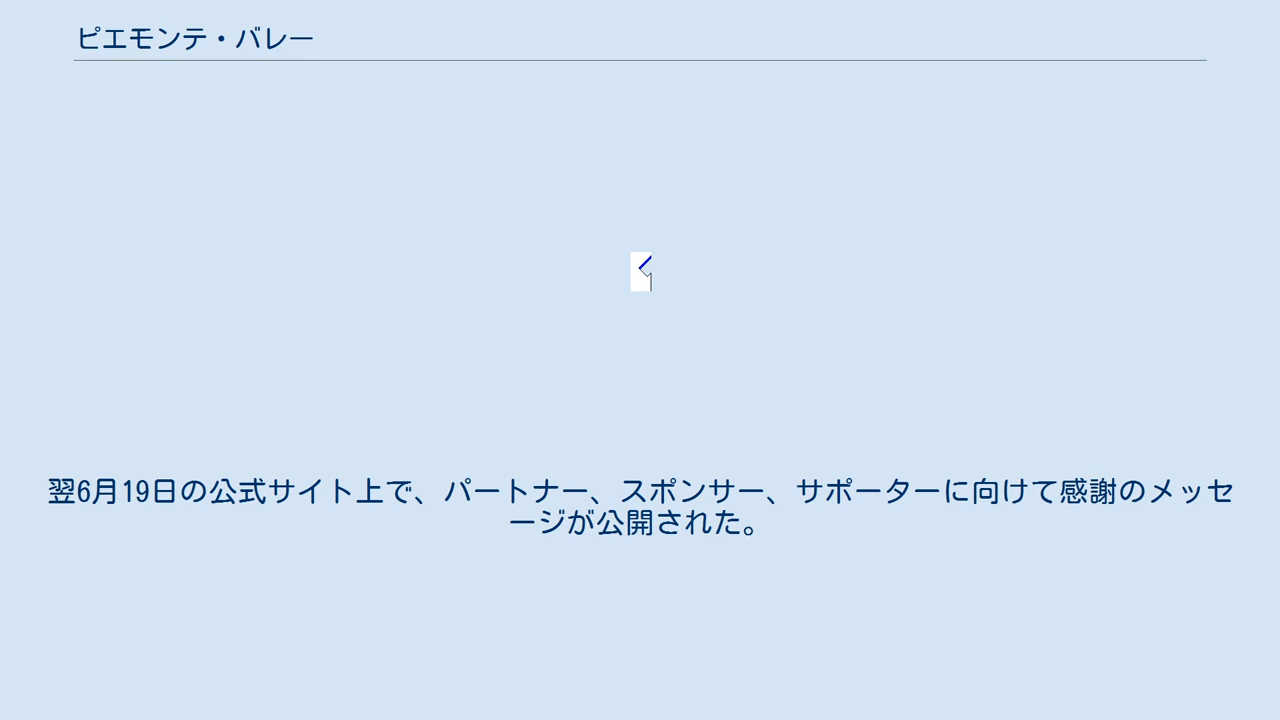 ピエモンテ・バレー
翌6月19日の公式サイト上で、パートナー、スポンサー、サポーターに向けて感謝のメッセ
ージが公開された。